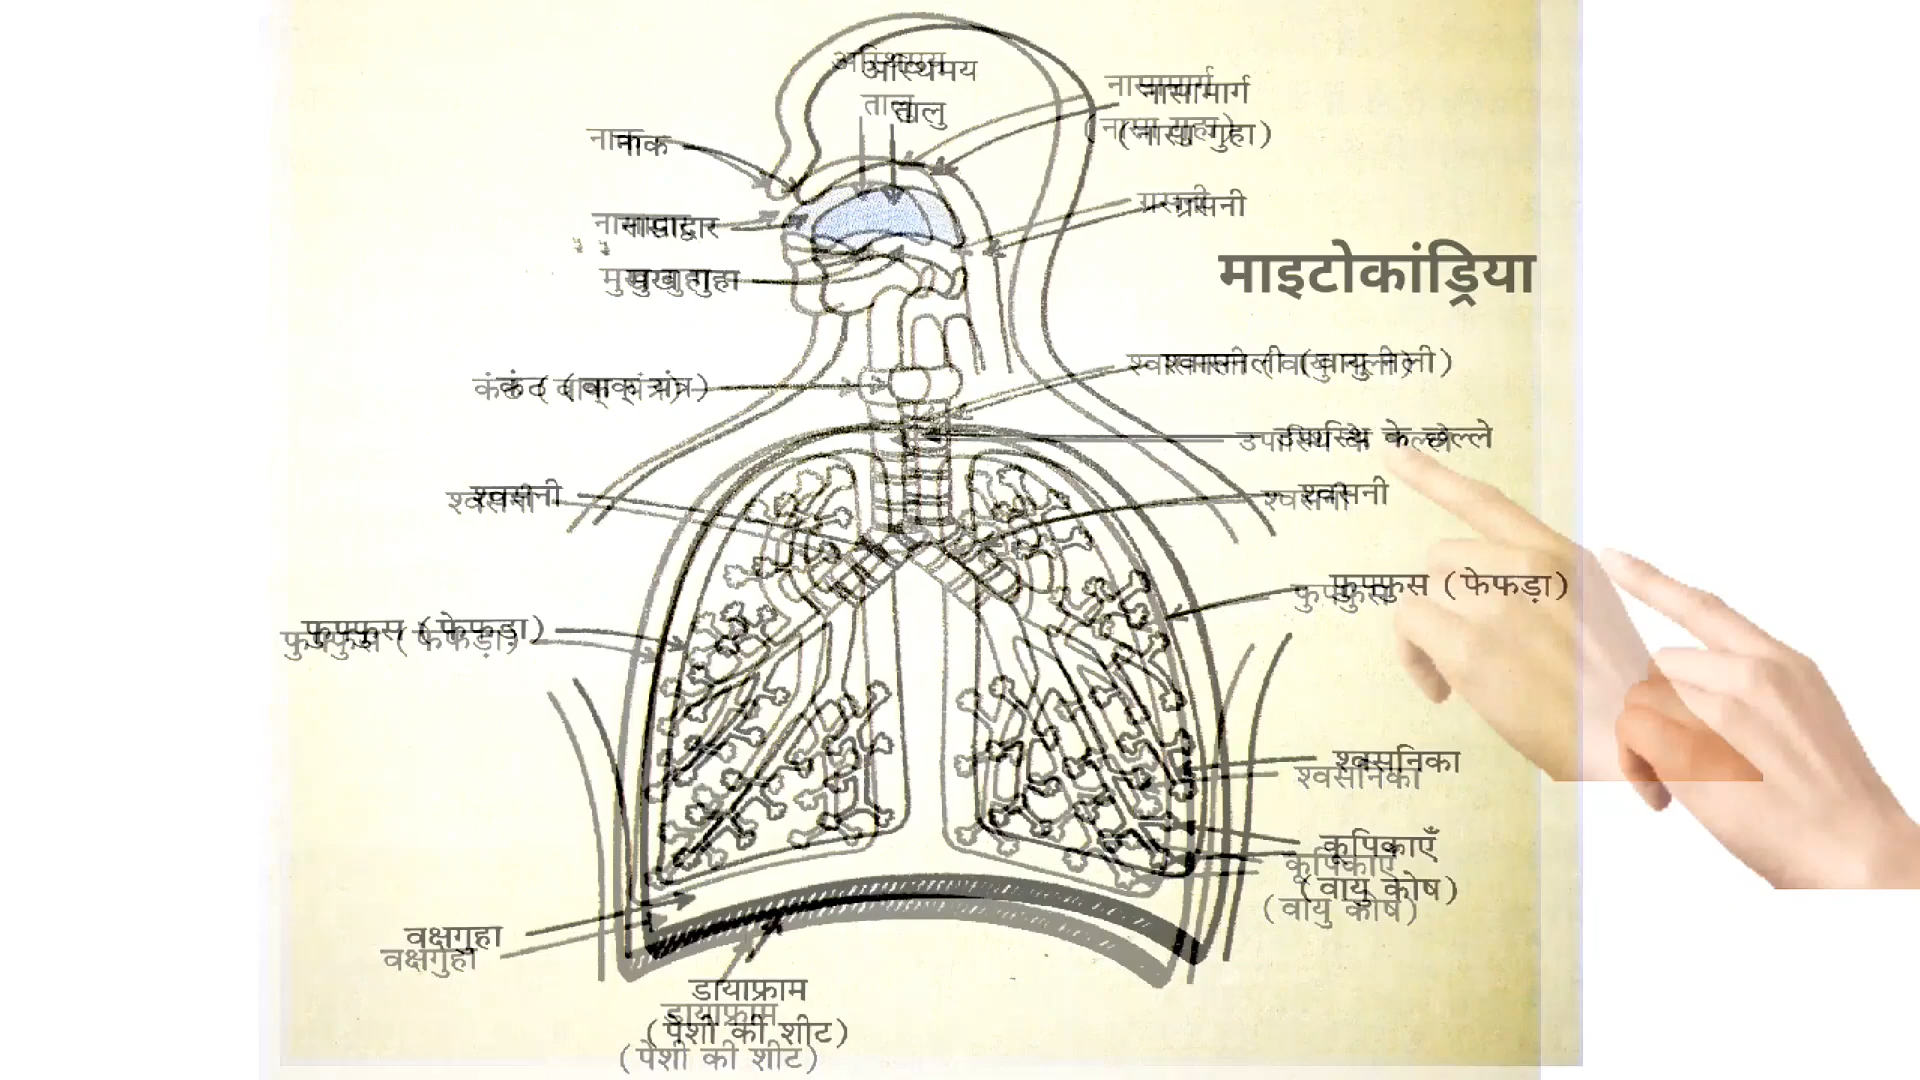 अस्थिमय
तालु
नासामार्ग
(नासा गुहा)
नाक
ग्रसनी
नासाद्वार
माइटोकांड्रिया
मुखगुहा
श्वासनली (वायु नली)
कंठ (वाक् यंत्र)
उपास्थि के छल्ले
श्वसनी
श्वसनी
फुफ्फुस (फेफड़ा)
फुफ्फुस (फेफड़ा)
श्वसनिका
कूपिकाएँ
(वायु कोष)
वक्षगुहा
डायाफ्राम
(पेशी की शीट)